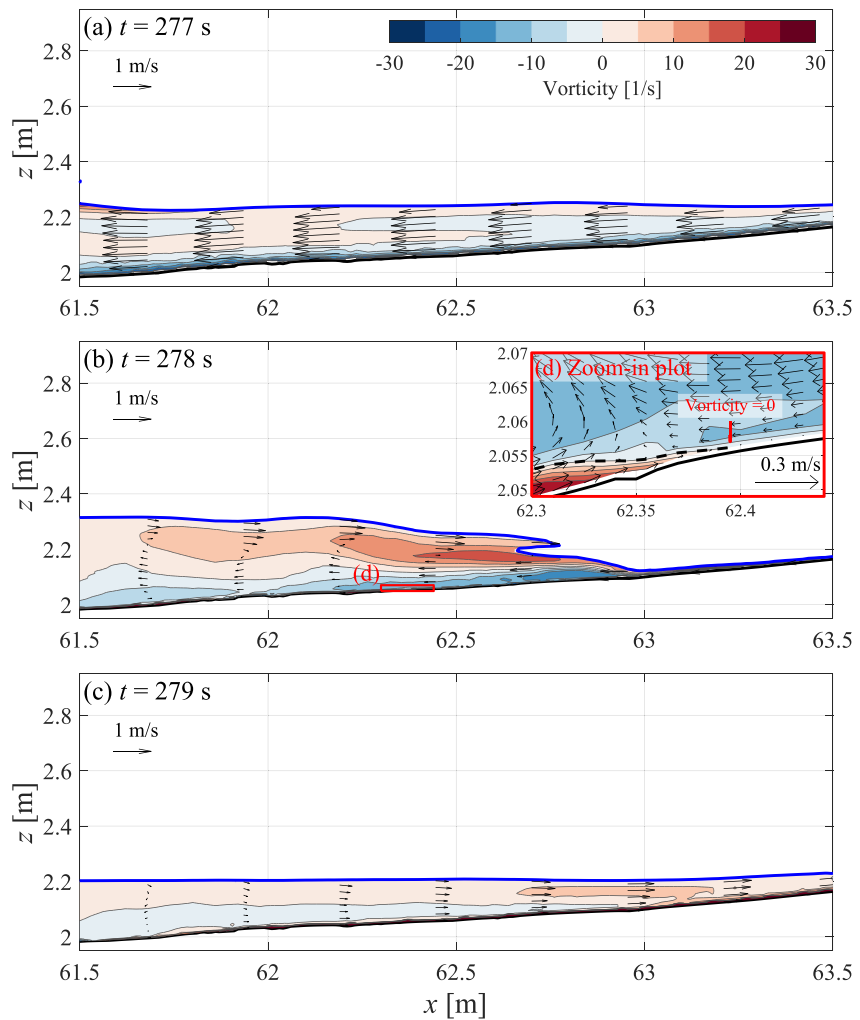 (a) t = 277 s
1 m/s
-30 -20 -10 0 10 20 30
Vorticity [1/s]
z [m]
2.8
2.6
2.4
2.2
2
61.5 62 62.5 63 63.5
(b) t = 278 s
1 m/s
(d) Zoom-in plot
Vorticity = 0
0.3 m/s
2.07
2.065
2.06
2.055
2.05
62.3 62.35 62.4
(d)
z [m]
2.8
2.6
2.4
2.2
2
61.5 62 62.5 63 63.5
(c) t = 279 s
1 m/s
z [m]
2.8
2.6
2.4
2.2
2
61.5 62 62.5 63 63.5
x [m]